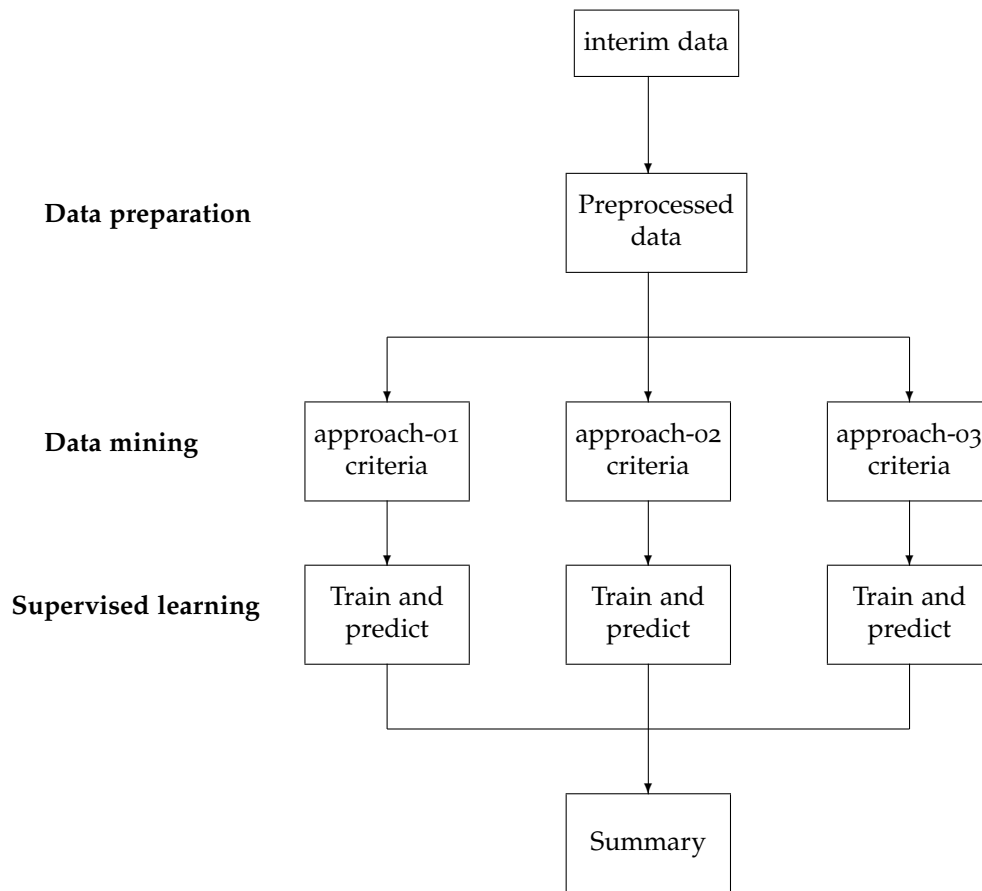 interim data
Data preparation
Preprocessed
data
Data mining
approach-01
criteria
approach-02
criteria
approach-03
criteria
Supervised learning
Train and
predict
Train and
predict
Train and
predict
Summary